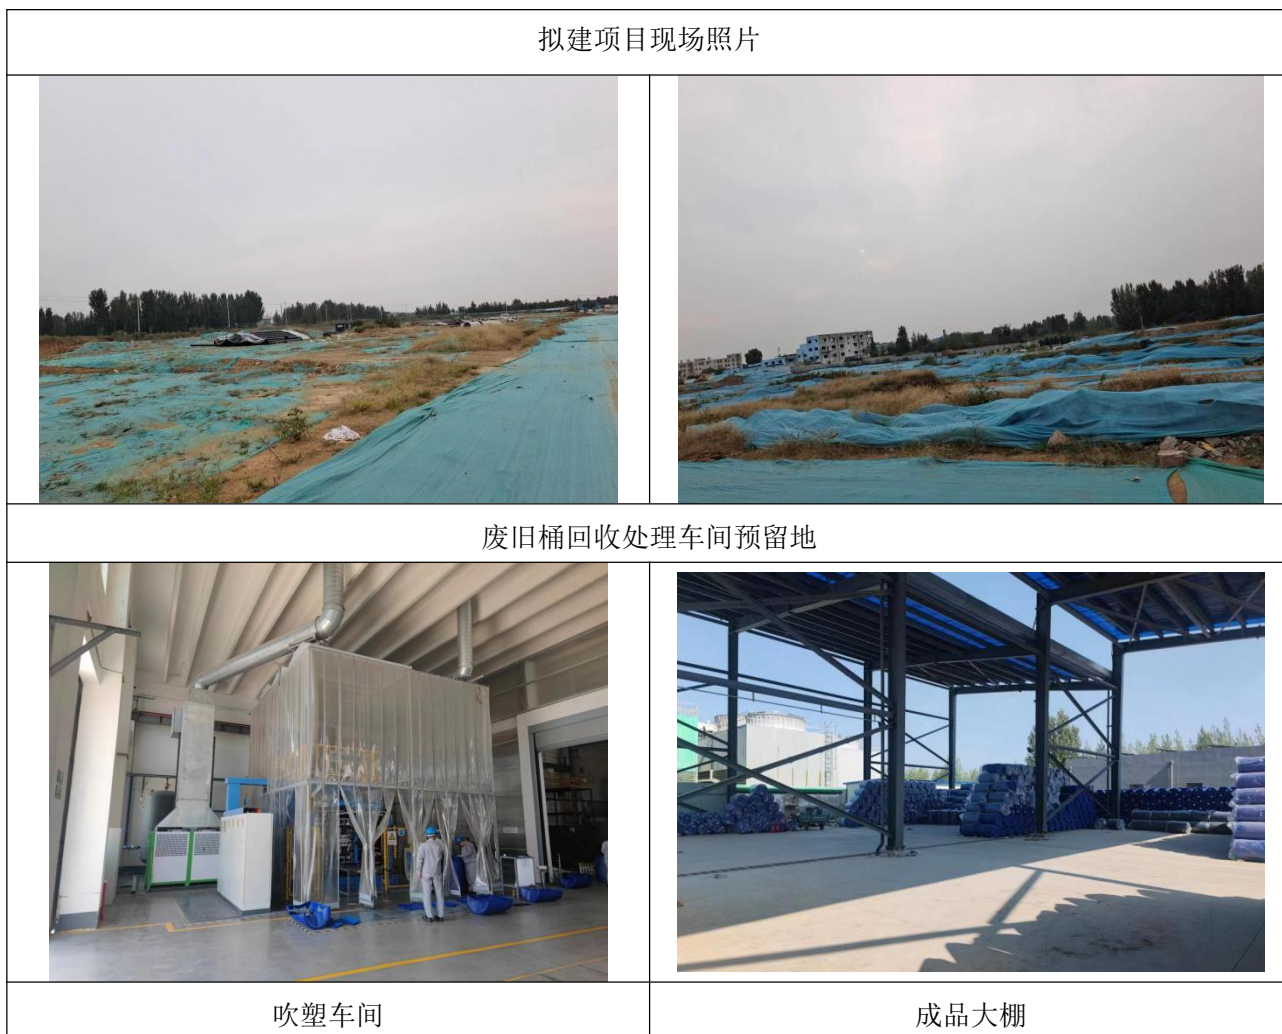 拟建项目现场照片
废旧桶回收处理车间预留地
吹塑车间
成品大棚